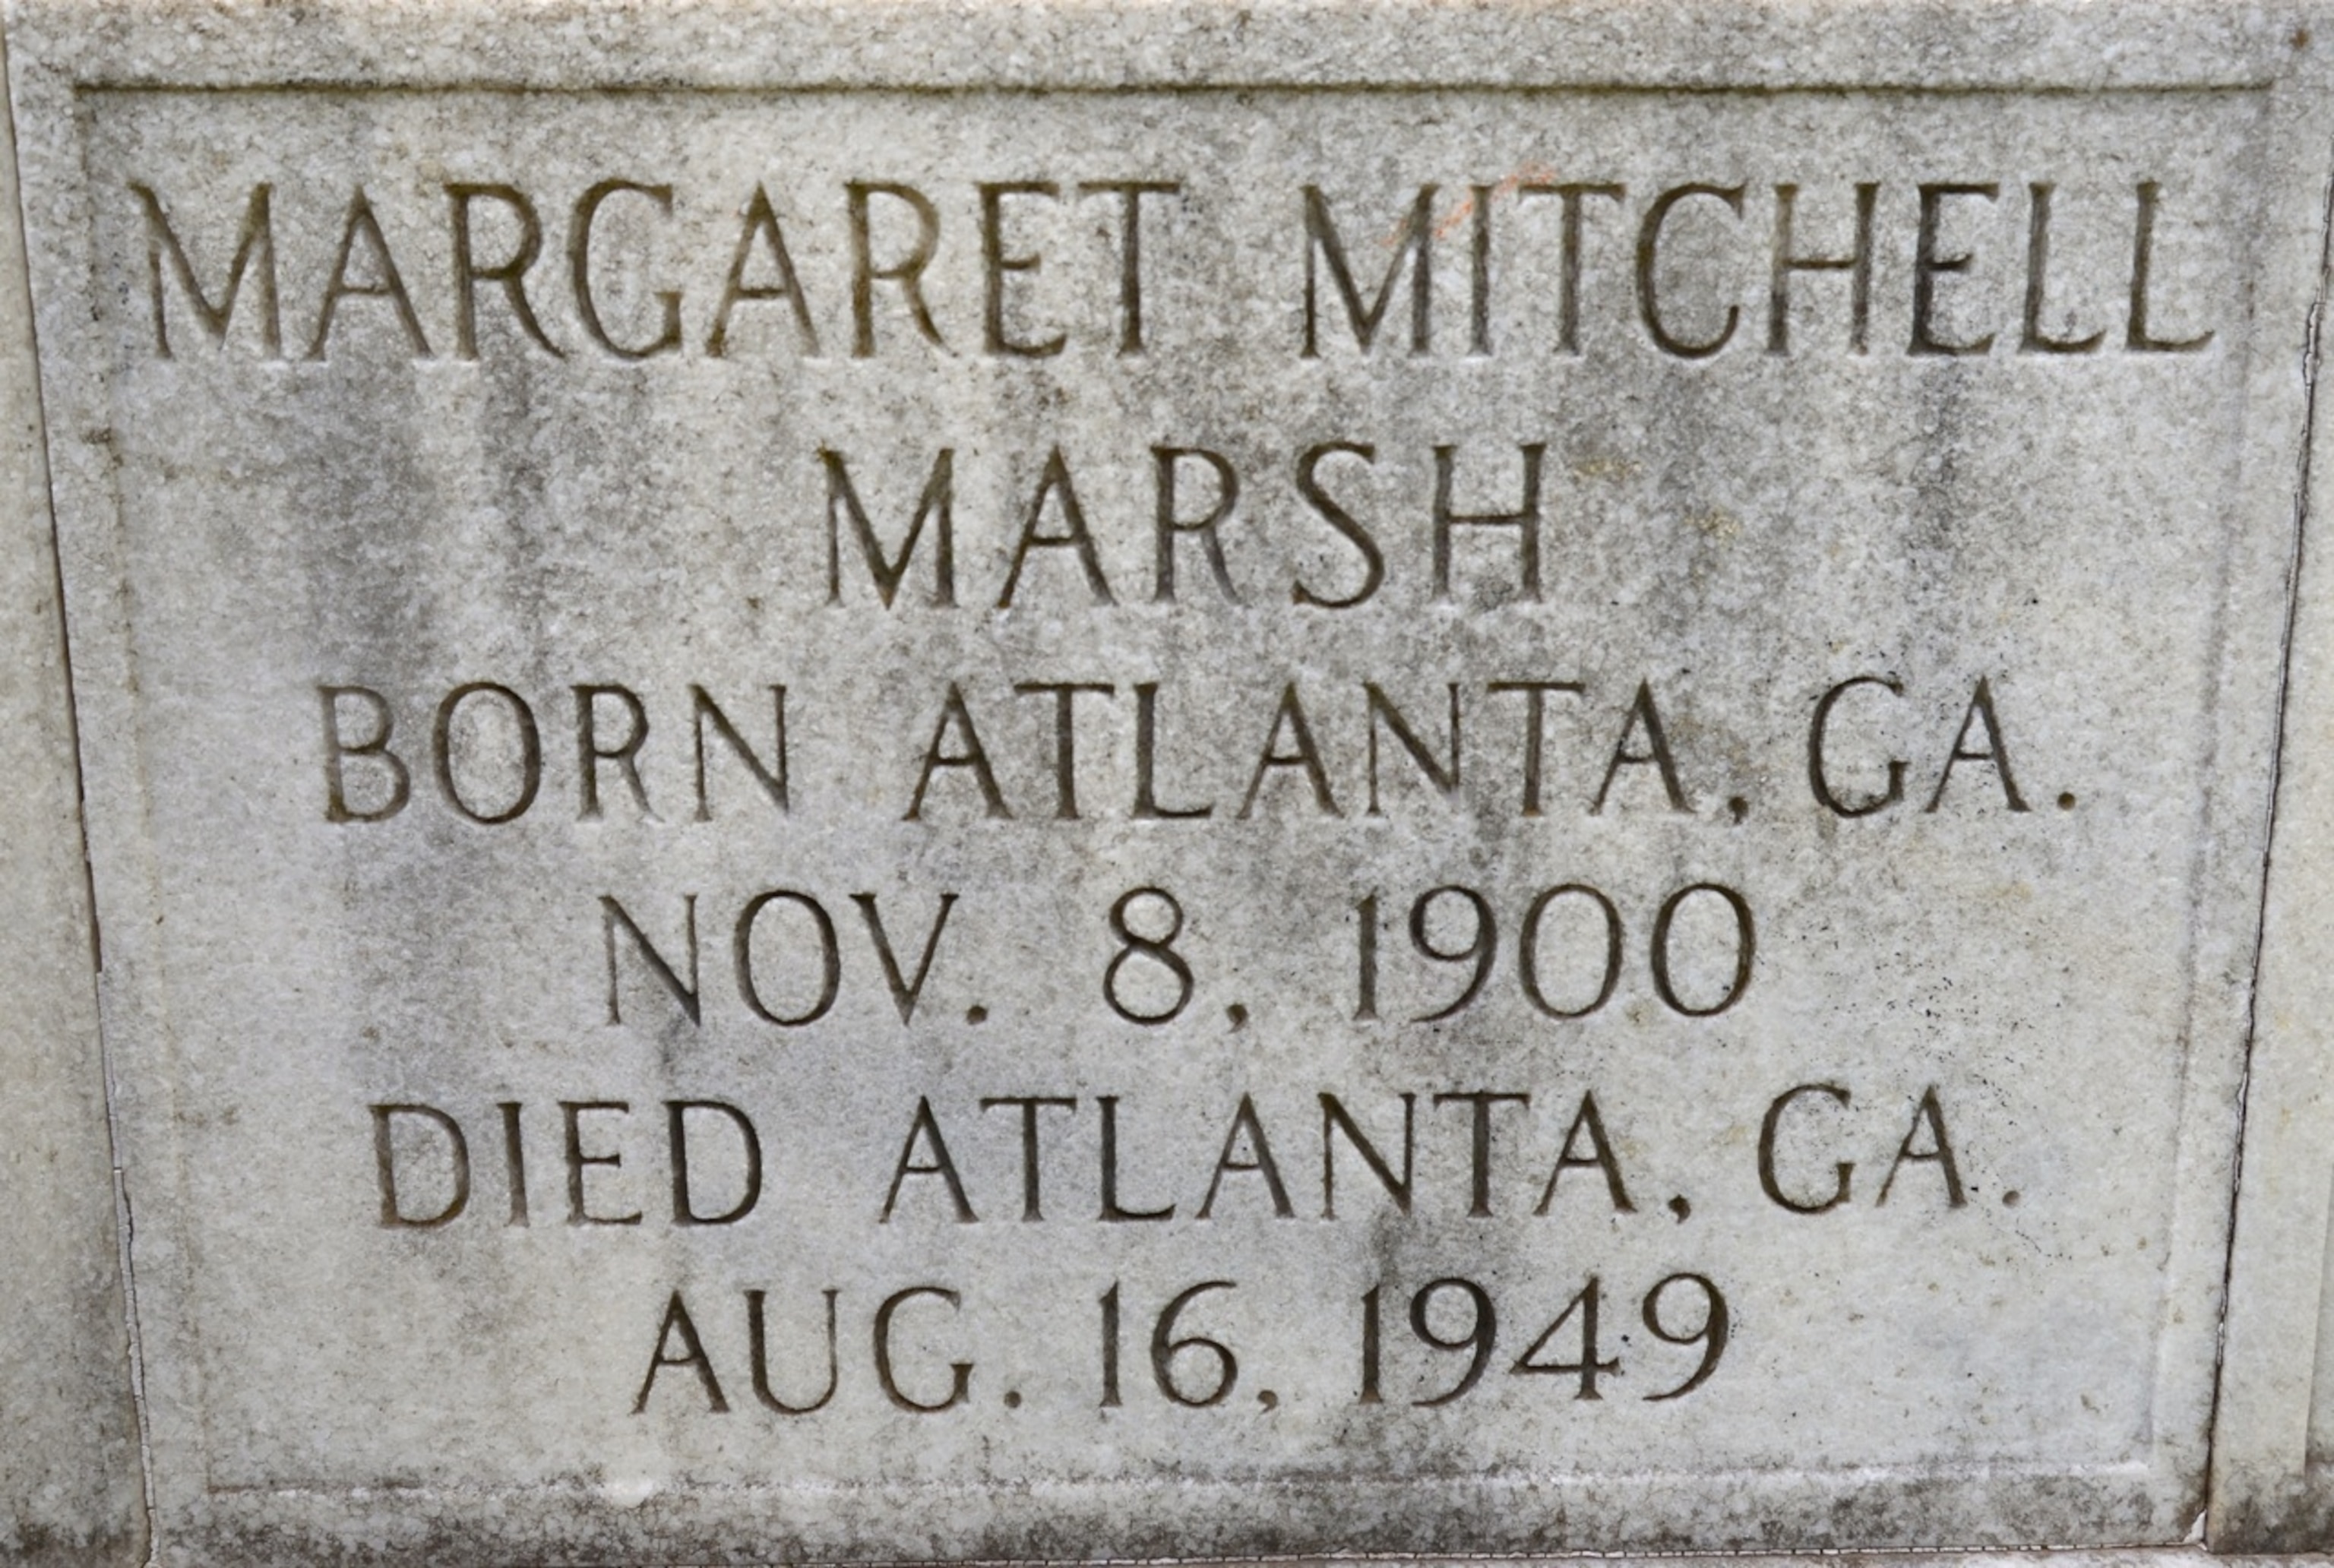 MARGARET MITCHELL
MARSH
BORN ATLANTA, GA.
NOV. 8, 1900
DIED ATLANTA, GA.
AUG. 16, 1949